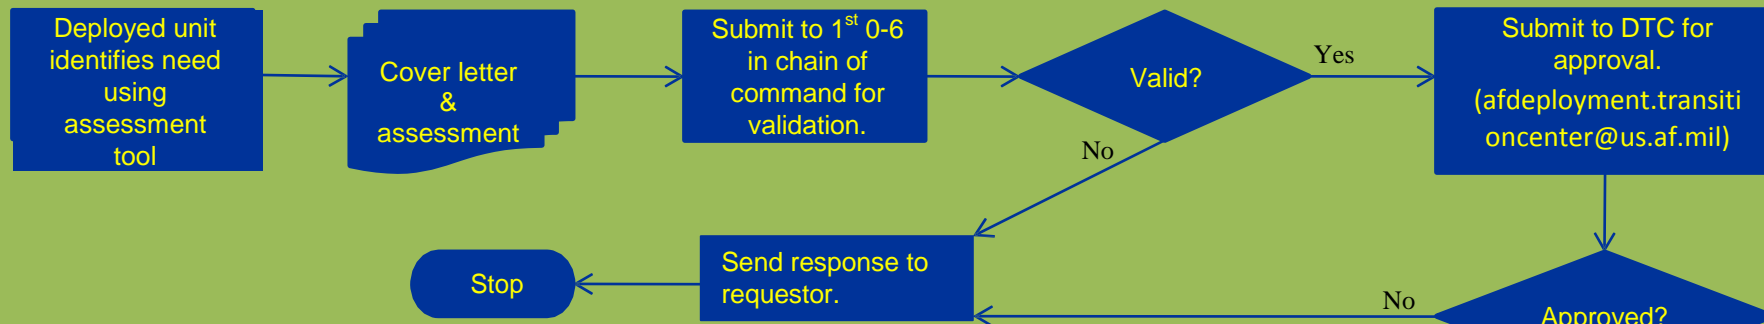 Deployed unit
identifies need
using
assessment
tool
Cover letter
&
assessment
Submit to 1st 0-6
in chain of
command for
validation.
Valid?
Yes
Submit to DTC for
approval.
(afdeployment.transiti
oncenter@us.af.mil)
No
Stop
Send response to
requestor.
No
Approved?